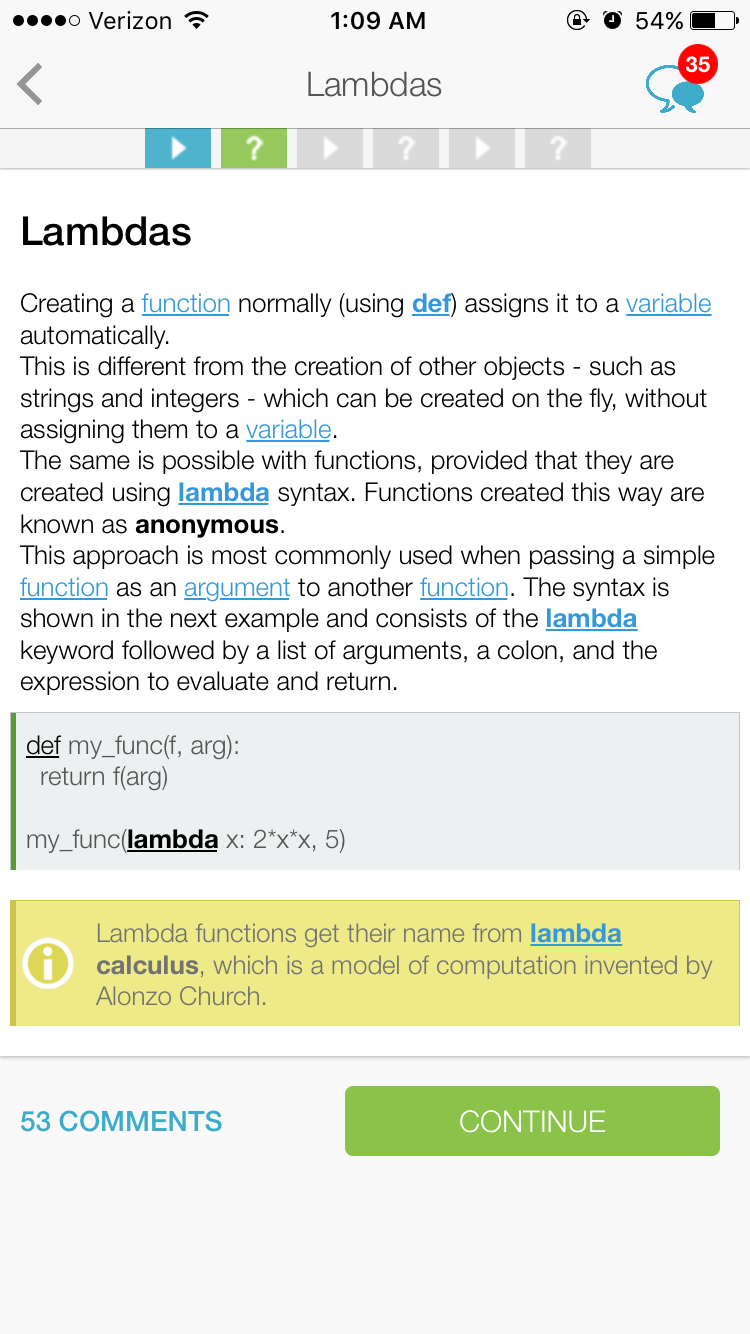 Verizon 1:09 AM 54%
Lambdas 35
? ? ?
Lambdas
Creating a function normally (using def) assigns it to a variable
automatically.
This is different from the creation of other objects - such as
strings and integers - which can be created on the fly, without
assigning them to a variable.
The same is possible with functions, provided that they are
created using lambda syntax. Functions created this way are
known as anonymous.
This approach is most commonly used when passing a simple
function as an argument to another function. The syntax is
shown in the next example and consists of the lambda
keyword followed by a list of arguments, a colon, and the
expression to evaluate and return.
def my_func(f, arg):
  return f(arg)
my_func(lambda x: 2*x*x, 5)
Lambda functions get their name from lambda
calculus, which is a model of computation invented by
Alonzo Church.
53 COMMENTS CONTINUE